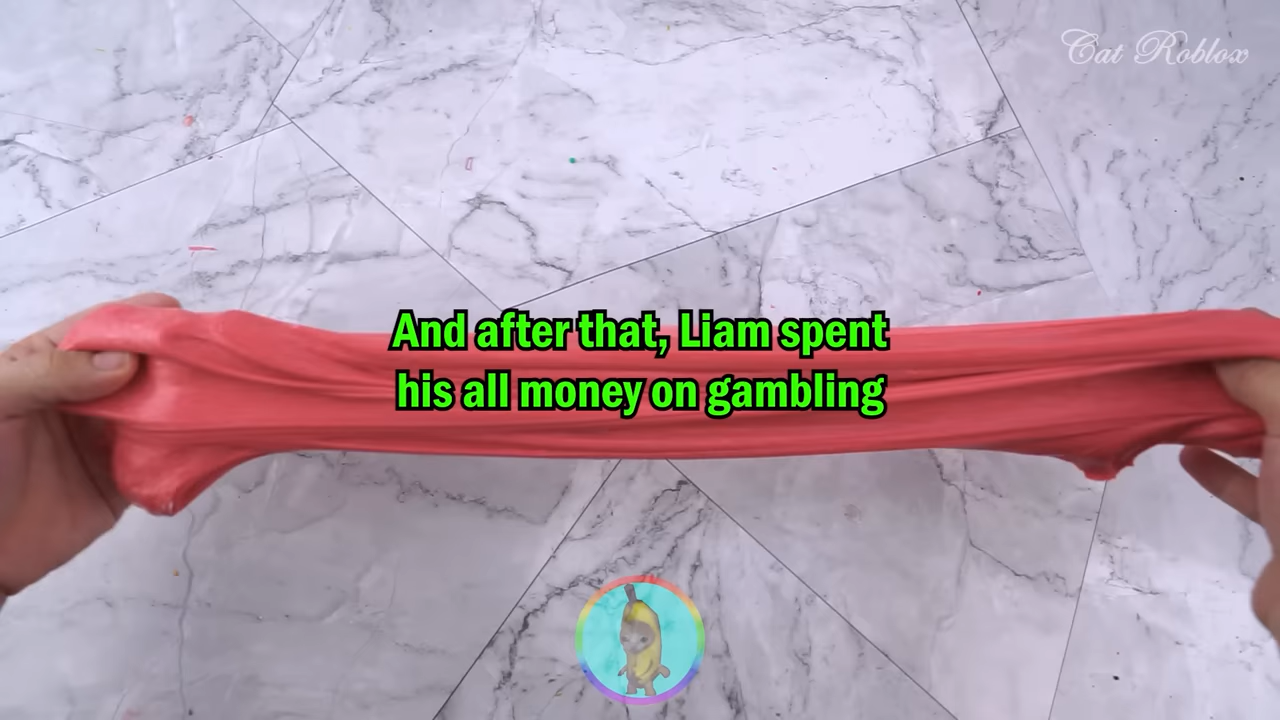 Cat Roblox
And after that, Liam spent
his all money on gambling